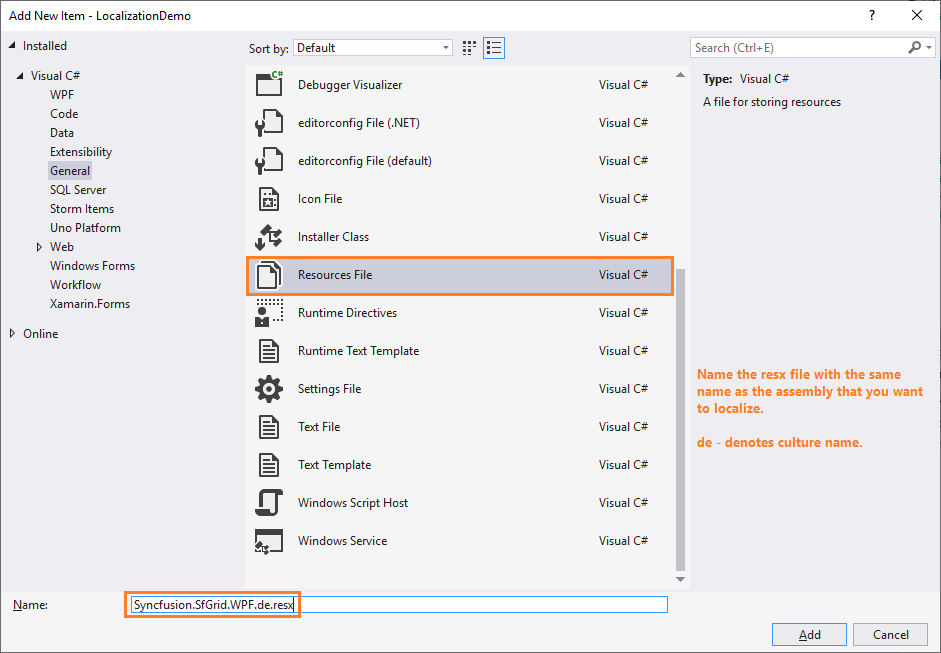 Add New Item - LocalizationDemo
?
Installed
Visual C#
WPF
Code
Data
Extensibility
General
SQL Server
Storm Items
Uno Platform
Web
Windows Forms
Workflow
Xamarin.Forms
Online
Sort by: Default
Debugger Visualizer Visual C#
editorconfig File (.NET) Visual C#
editorconfig File (default) Visual C#
Icon File Visual C#
Installer Class Visual C#
Resources File Visual C#
Runtime Directives Visual C#
Runtime Text Template Visual C#
Settings File Visual C#
Text File Visual C#
Text Template Visual C#
Windows Script Host Visual C#
Windows Service Visual C#
Search (Ctrl+E)
Type: Visual C#
A file for storing resources
Name the resx file with the same
name as the assembly that you want
to localize.
de - denotes culture name.
Name: Syncfusion.SfGrid.WPF.de.resx
Add Cancel